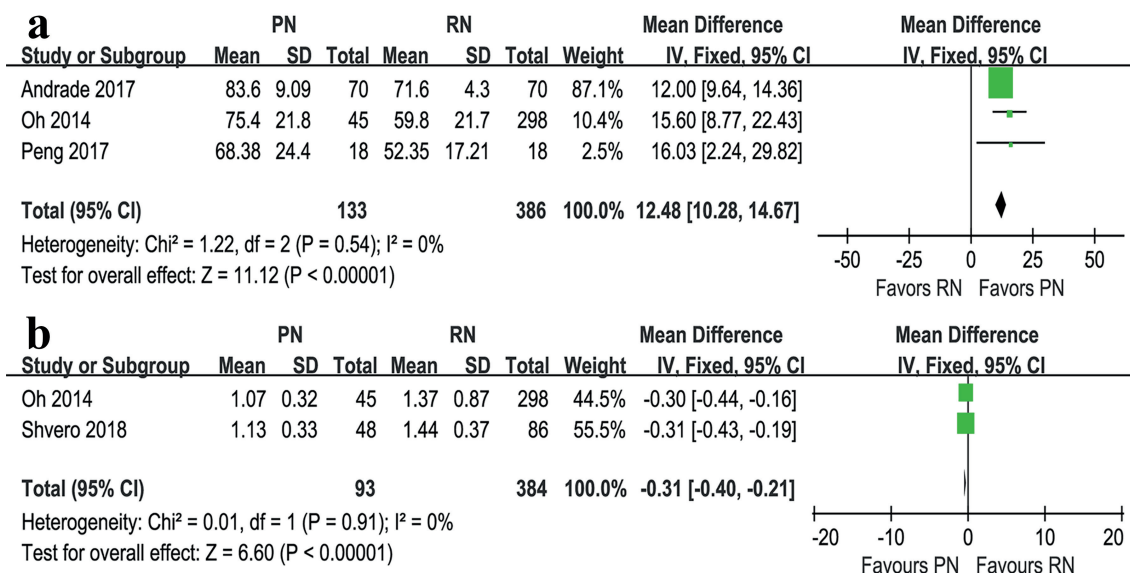 a
PN RN Mean Difference Mean Difference
Study or Subgroup Mean SD Total Mean SD Total Weight IV, Fixed, 95% CI IV, Fixed, 95% CI
Andrade 2017 83.6 9.09 70 71.6 4.3 70 87.1% 12.00 [9.64, 14.36]
Oh 2014 75.4 21.8 45 59.8 21.7 298 10.4% 15.60 [8.77, 22.43]
Peng 2017 68.38 24.4 18 52.35 17.21 18 2.5% 16.03 [2.24, 29.82]
Total (95% CI) 133 386 100.0% 12.48 [10.28, 14.67]
Heterogeneity: Chi² = 1.22, df = 2 (P = 0.54); I² = 0%
Test for overall effect: Z = 11.12 (P < 0.00001)
-50 -25 0 25 50
Favors RN Favors PN
b
PN RN Mean Difference Mean Difference
Study or Subgroup Mean SD Total Mean SD Total Weight IV, Fixed, 95% CI IV, Fixed, 95% CI
Oh 2014 1.07 0.32 45 1.37 0.87 298 44.5% -0.30 [-0.44, -0.16]
Shvero 2018 1.13 0.33 48 1.44 0.37 86 55.5% -0.31 [-0.43, -0.19]
Total (95% CI) 93 384 100.0% -0.31 [-0.40, -0.21]
Heterogeneity: Chi² = 0.01, df = 1 (P = 0.91); I² = 0%
Test for overall effect: Z = 6.60 (P < 0.00001)
-20 -10 0 10 20
Favours PN Favours RN